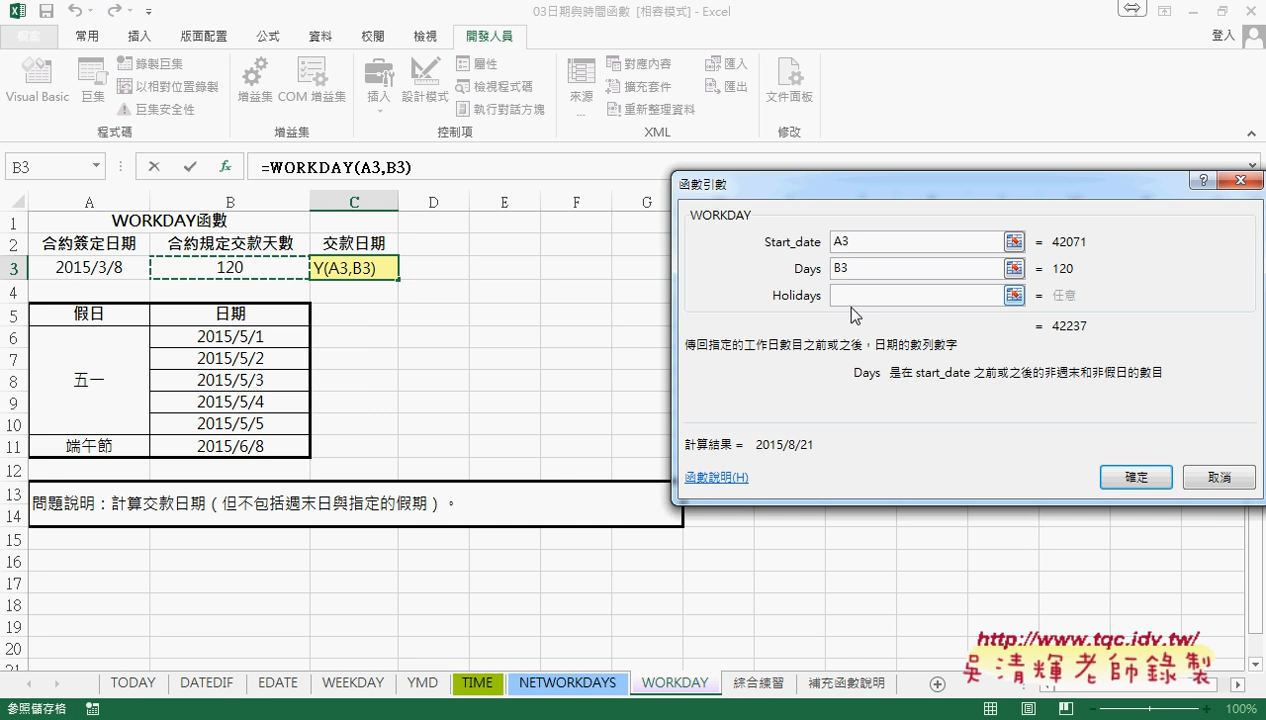 03日期與時間函數 [相容模式] - Excel
檔案 常用 插入 版面配置 公式 資料 校閱 檢視 開發人員 登入
Visual Basic 巨集 錄製巨集 以相對位置錄製 巨集安全性 增益集 COM 增益集 插入 設計模式 屬性 檢視程式碼 執行對話方塊 來源... 對應內容 擴充套件 重新整理資料 匯入 匯出 文件面板
程式碼 增益集 控制項 XML 修改
B3 fx =WORKDAY(A3,B3)
A B C D E F G
1 WORKDAY函數
2 合約簽定日期 合約規定交款天數 交款日期
3 2015/3/8 120 Y(A3,B3)
4
5 假日 日期
6 2015/5/1
7 2015/5/2
8 五一 2015/5/3
9 2015/5/4
10 2015/5/5
11 端午節 2015/6/8
12
13
14 問題說明：計算交款日期（但不包括週末日與指定的假期）。
15
16
17
18
19
20
21
函數引數
WORKDAY
Start_date A3 = 42071
Days B3 = 120
Holidays = 任意
= 42237
傳回指定的工作日數目之前或之後，日期的數列數字
Days 是在 start_date 之前或之後的非週末和非假日的數目
計算結果 = 2015/8/21
函數說明(H) 確定 取消
http://www.tqc.idv.tw/
吳清輝老師錄製
TODAY DATEDIF EFATE WEEKDAY YMD TIME NETWORKDAYS WORKDAY 綜合練習 補充函數說明
參照儲存格 100%